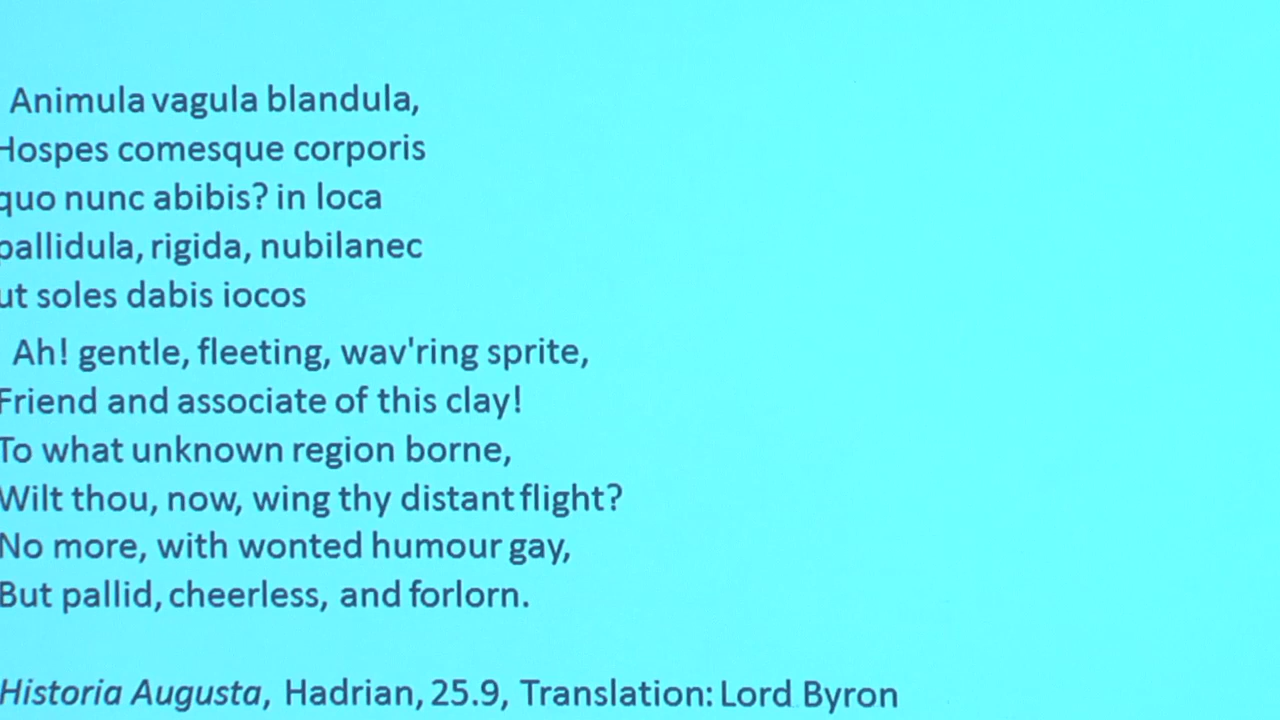 Animula vagula blandula,
Hospes comesque corporis
quo nunc abibis? in loca
pallidula, rigida, nubilanec
ut soles dabis iocos
Ah! gentle, fleeting, wav'ring sprite,
Friend and associate of this clay!
To what unknown region borne,
Wilt thou, now, wing thy distant flight?
No more, with wonted humour gay,
But pallid, cheerless, and forlorn.
Historia Augusta, Hadrian, 25.9, Translation: Lord Byron